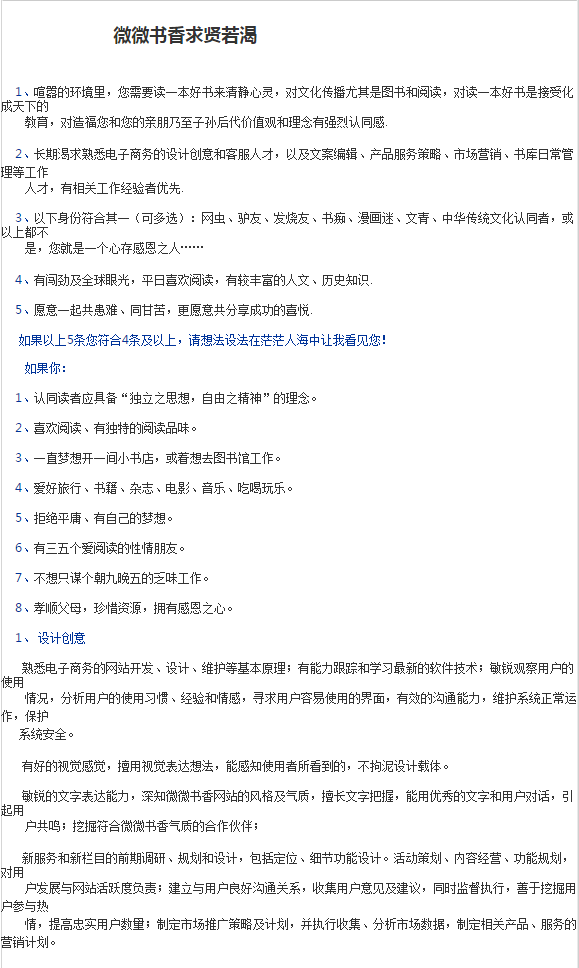 微微书香求贤若渴
1、喧嚣的环境里，您需要读一本好书来清静心灵，对文化传播尤其是图书和阅读，对读一本好书是接受化成天下的
教育，对造福您和您的亲朋乃至子孙后代价值观和理念有强烈认同感.
2、长期渴求熟悉电子商务的设计创意和客服人才，以及文案编辑、产品服务策略、市场营销、书库日常管理等工作
人才，有相关工作经验者优先.
3、以下身份符合其一（可多选）：网虫、驴友、发烧友、书痴、漫画迷、文青、中华传统文化认同者，或以上都不
是，您就是一个心存感恩之人……
4、有闯劲及全球眼光，平日喜欢阅读，有较丰富的人文、历史知识.
5、愿意一起共患难、同甘苦，更愿意共分享成功的喜悦.
如果以上5条您符合4条及以上，请想法设法在茫茫人海中让我看见您！
如果你：
1、认同读者应具备“独立之思想，自由之精神”的理念。
2、喜欢阅读、有独特的阅读品味。
3、一直梦想开一间小书店，或着想去图书馆工作。
4、爱好旅行、书籍、杂志、电影、音乐、吃喝玩乐。
5、拒绝平庸、有自己的梦想。
6、有三五个爱阅读的性情朋友。
7、不想只谋个朝九晚五的乏味工作。
8、孝顺父母，珍惜资源，拥有感恩之心。
1、 设计创意
熟悉电子商务的网站开发、设计、维护等基本原理；有能力跟踪和学习最新的软件技术；敏锐观察用户的使用
情况，分析用户的使用习惯、经验和情感，寻求用户容易使用的界面，有效的沟通能力，维护系统正常运作，保护
系统安全。
有好的视觉感觉，擅用视觉表达想法，能感知使用者所看到的，不拘泥设计载体。
敏锐的文字表达能力，深知微微书香网站的风格及气质，擅长文字把握，能用优秀的文字和用户对话，引起用
户共鸣；挖掘符合微微书香气质的合作伙伴；
新服务和新栏目的前期调研、规划和设计，包括定位、细节功能设计。活动策划、内容经营、功能规划，对用
户发展与网站活跃度负责；建立与用户良好沟通关系，收集用户意见及建议，同时监督执行，善于挖掘用户参与热
情，提高忠实用户数量；制定市场推广策略及计划，并执行收集、分析市场数据，制定相关产品、服务的营销计划。